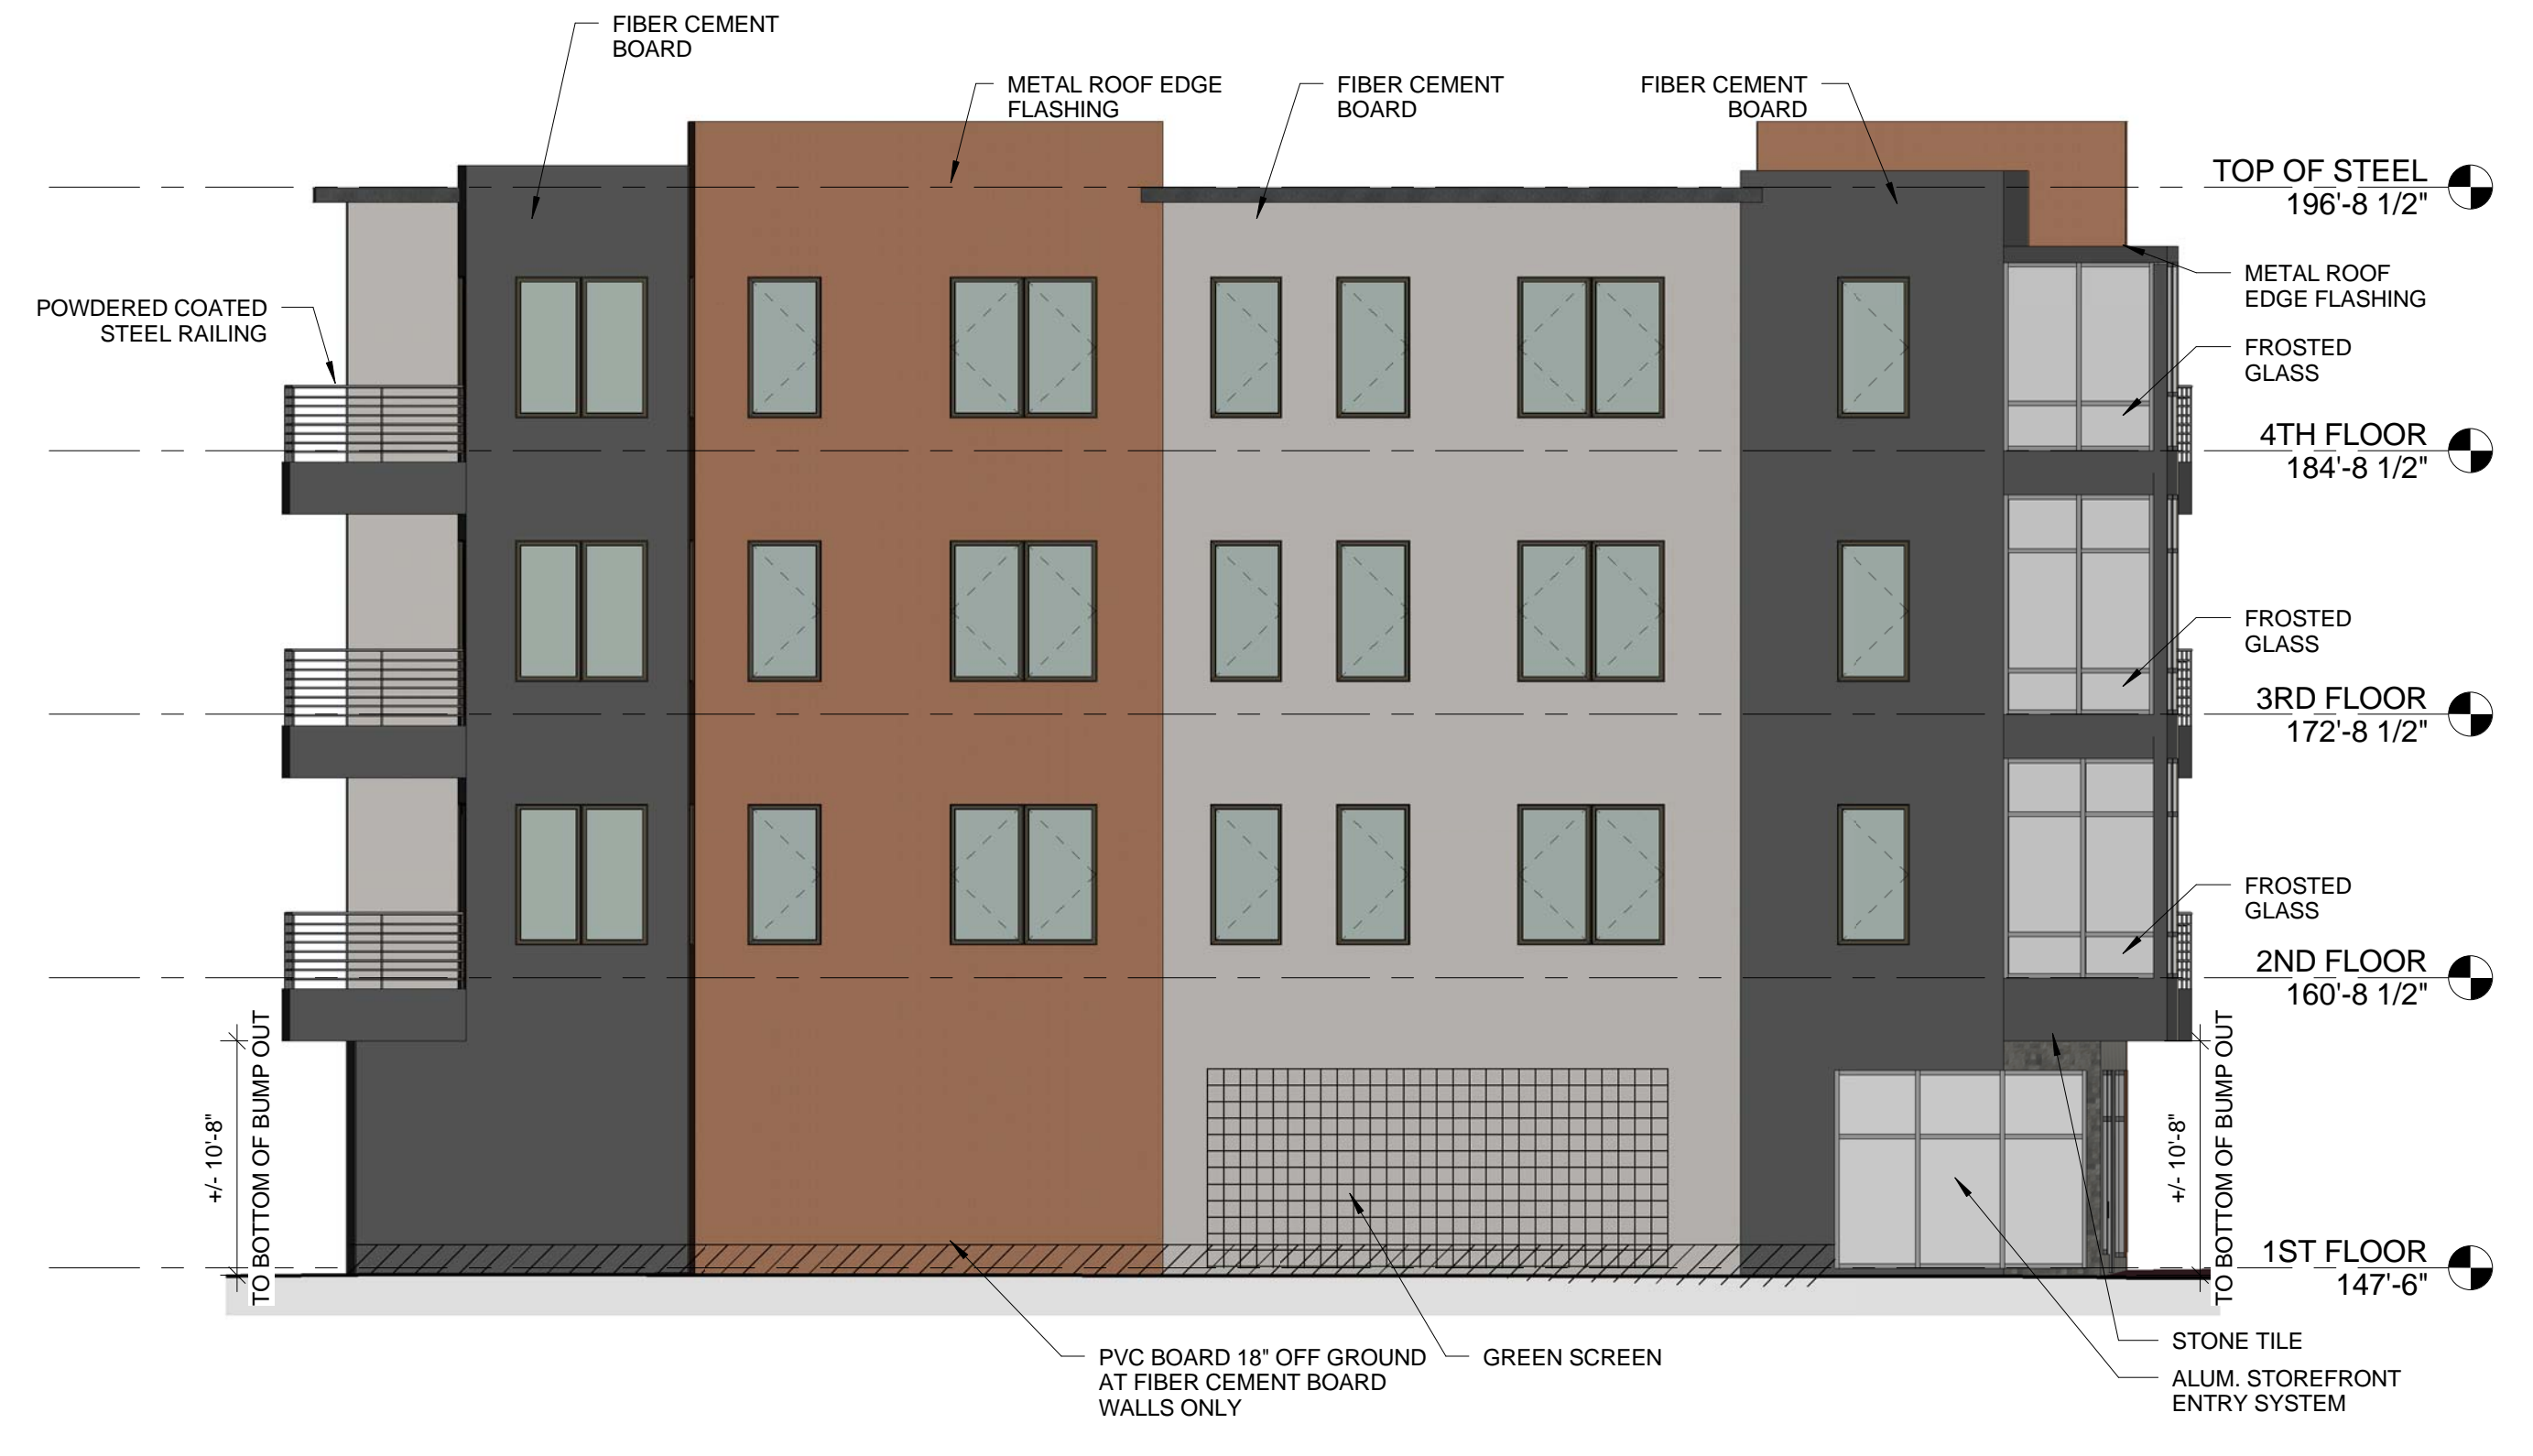 FIBER CEMENT
BOARD
METAL ROOF EDGE
FLASHING
FIBER CEMENT
BOARD
FIBER CEMENT
BOARD
TOP OF STEEL
196'-8 1/2"
METAL ROOF
EDGE FLASHING
POWDERED COATED
STEEL RAILING
FROSTED
GLASS
4TH FLOOR
184'-8 1/2"
FROSTED
GLASS
3RD FLOOR
172'-8 1/2"
FROSTED
GLASS
2ND FLOOR
160'-8 1/2"
+/- 10'-8"
TO BOTTOM OF BUMP OUT
+/- 10'-8"
TO BOTTOM OF BUMP OUT
1ST FLOOR
147'-6"
PVC BOARD 18" OFF GROUND
AT FIBER CEMENT BOARD
WALLS ONLY
GREEN SCREEN
STONE TILE
ALUM. STOREFRONT
ENTRY SYSTEM